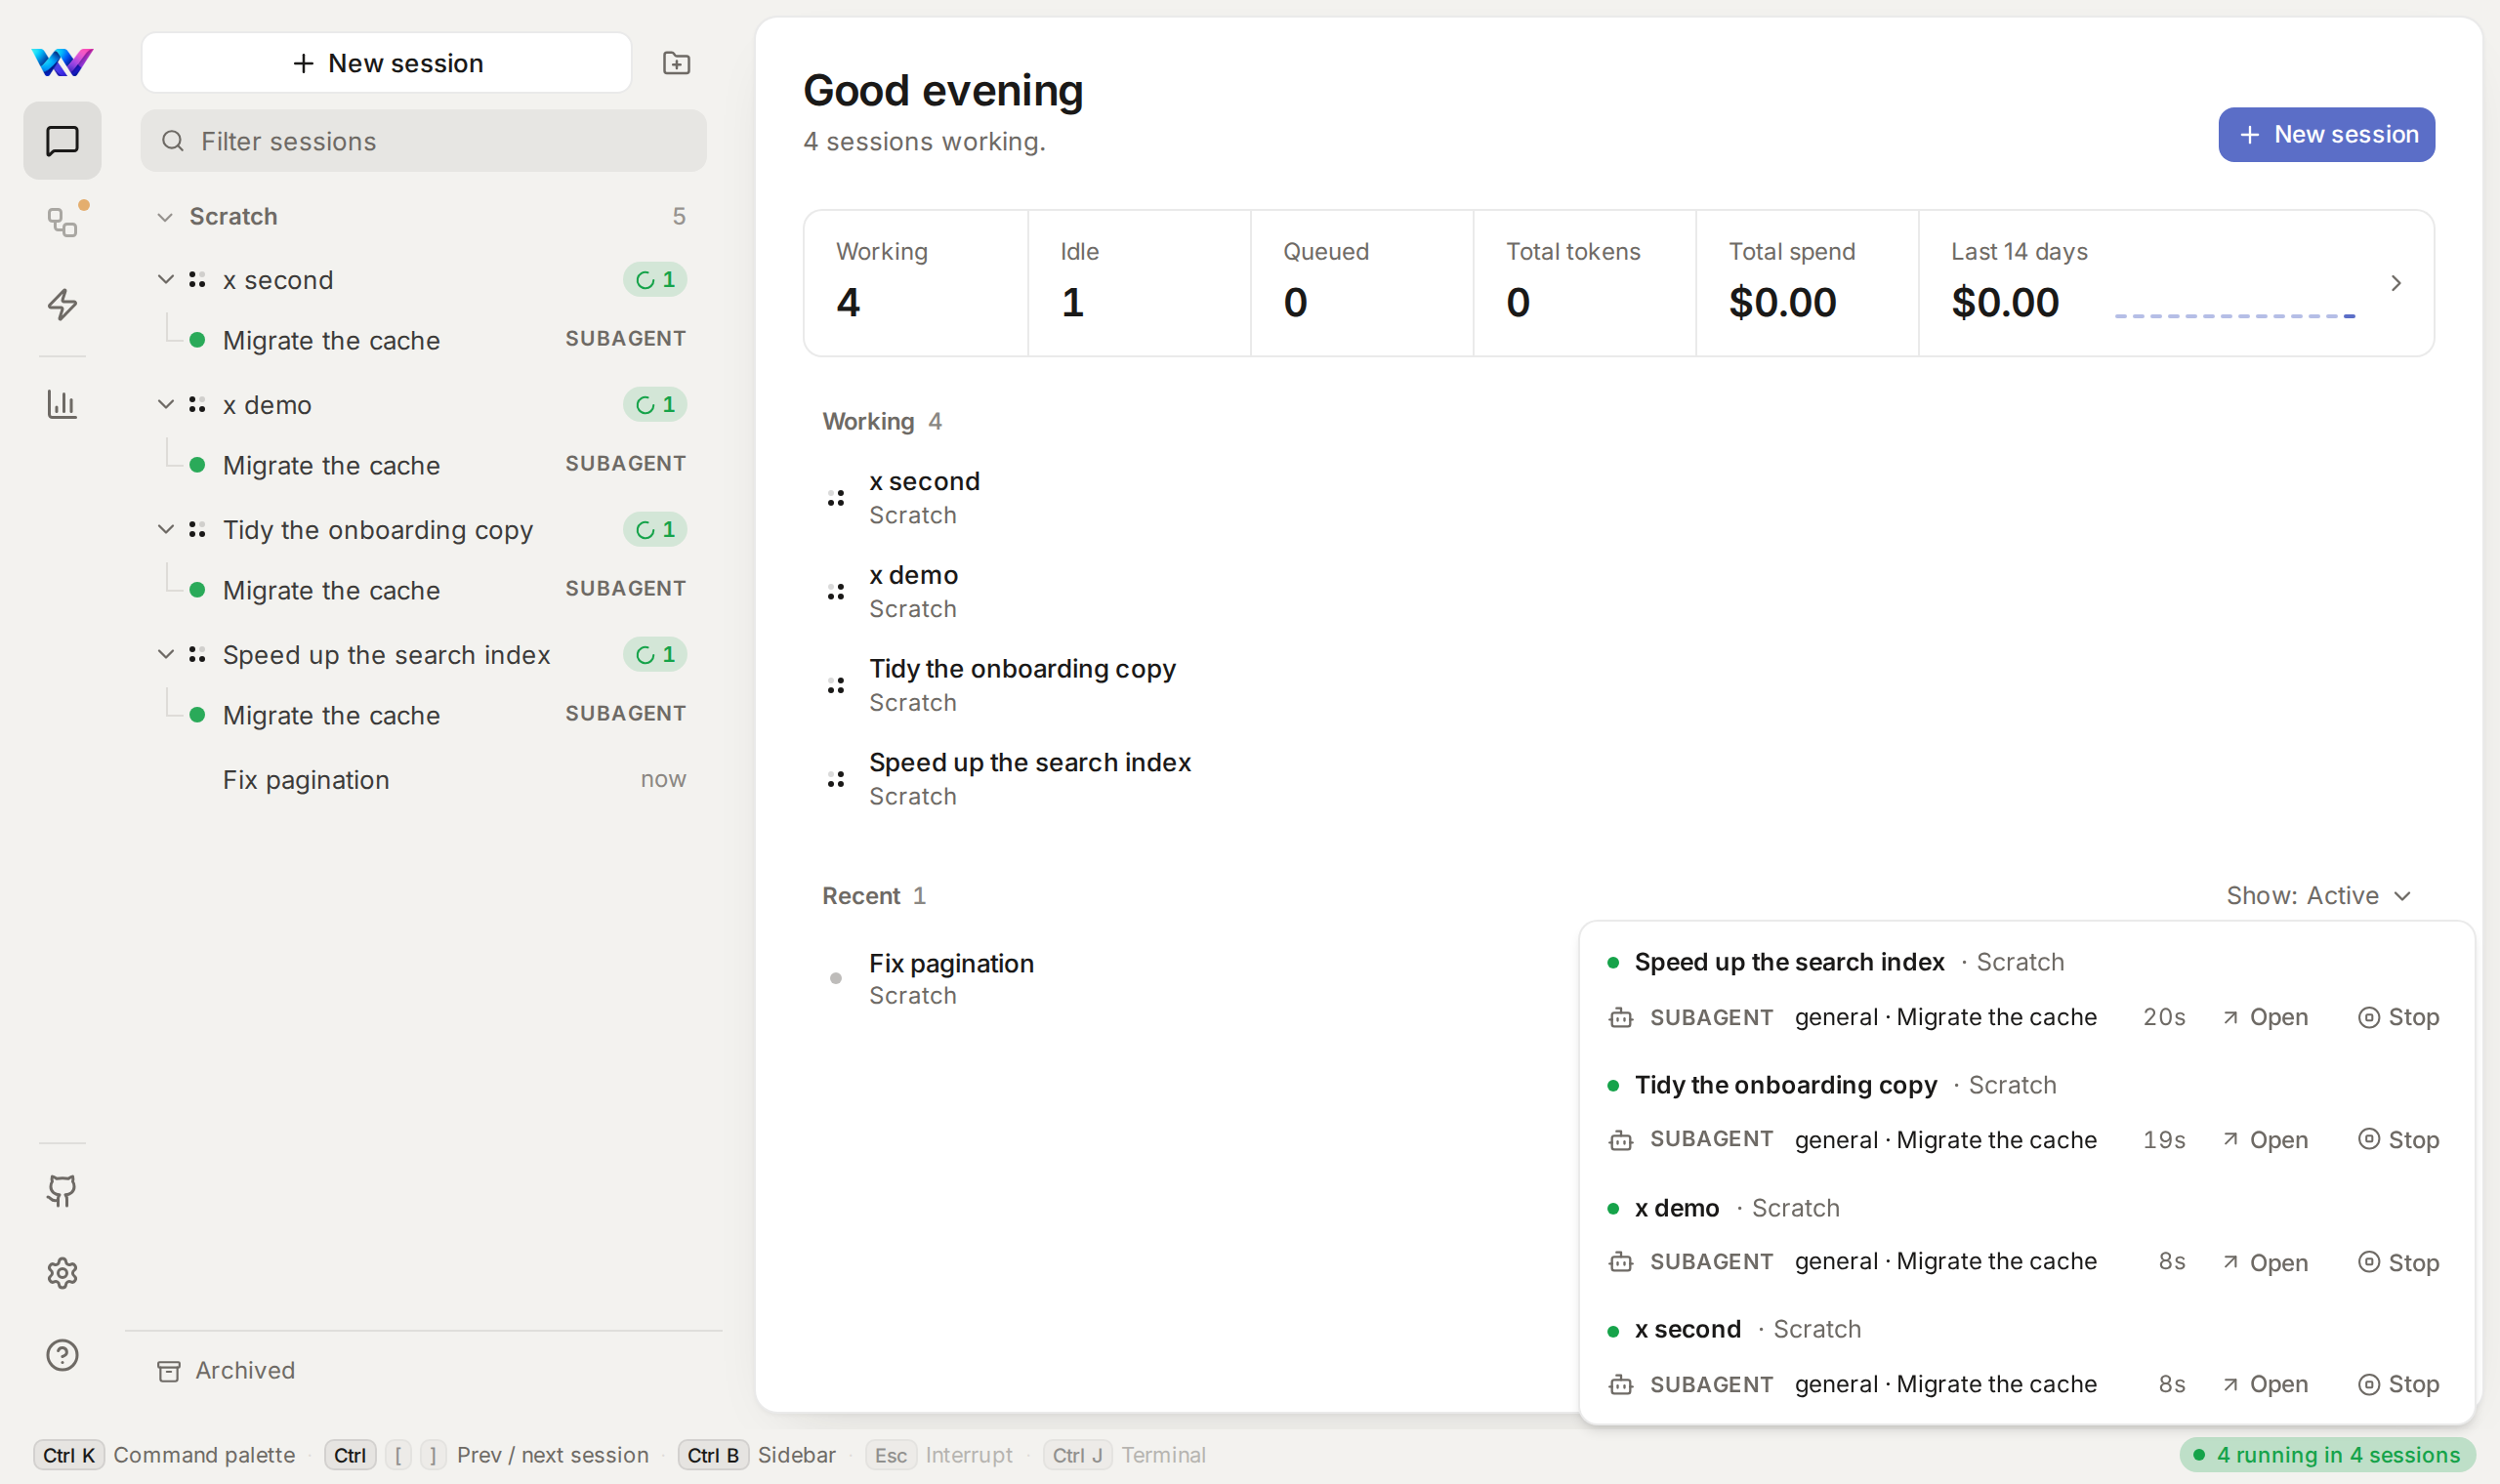 New session
Filter sessions
Scratch 5
x second 1
Migrate the cache SUBAGENT
x demo 1
Migrate the cache SUBAGENT
Tidy the onboarding copy 1
Migrate the cache SUBAGENT
Speed up the search index 1
Migrate the cache SUBAGENT
Fix pagination now
Archived
Good evening
4 sessions working.
New session
Working
4
Idle
1
Queued
0
Total tokens
0
Total spend
$0.00
Last 14 days
$0.00
Working 4
x second
Scratch
x demo
Scratch
Tidy the onboarding copy
Scratch
Speed up the search index
Scratch
Recent 1
Show: Active
Fix pagination
Scratch
Speed up the search index · Scratch
SUBAGENT general · Migrate the cache 20s Open Stop
Tidy the onboarding copy · Scratch
SUBAGENT general · Migrate the cache 19s Open Stop
x demo · Scratch
SUBAGENT general · Migrate the cache 8s Open Stop
x second · Scratch
SUBAGENT general · Migrate the cache 8s Open Stop
Ctrl K Command palette · Ctrl [ ] Prev / next session · Ctrl B Sidebar · Esc Interrupt · Ctrl J Terminal
4 running in 4 sessions